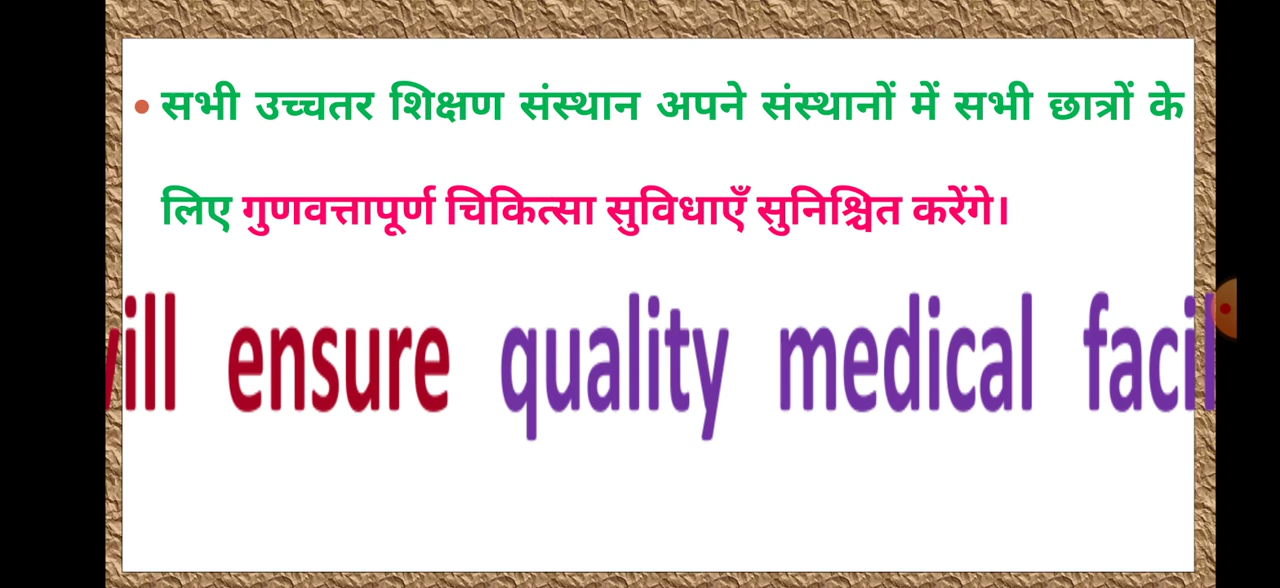 • सभी उच्चतर शिक्षण संस्थान अपने संस्थानों में सभी छात्रों के
लिए गुणवत्तापूर्ण चिकित्सा सुविधाएँ सुनिश्चित करेंगे।
ensure quality medical